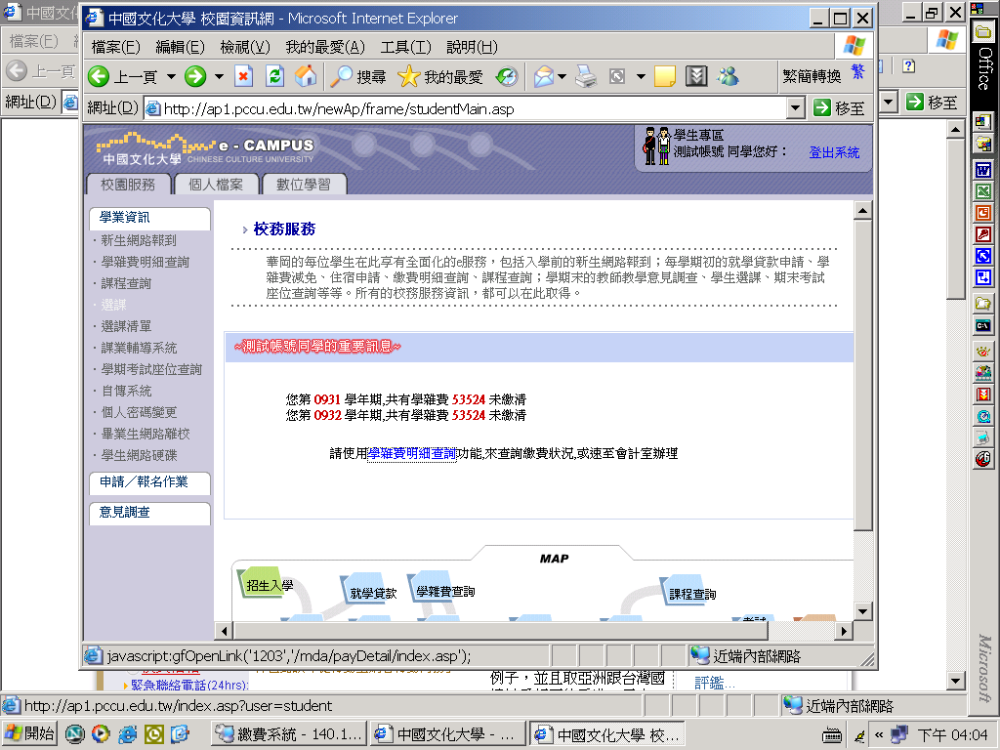 中國文化
檔案(F)
上一頁
網址(D)
移至
Office
中國文化大學 校園資訊網 - Microsoft Internet Explorer
檔案(F) 編輯(E) 檢視(V) 我的最愛(A) 工具(T) 說明(H)
上一頁 搜尋 我的最愛 繁簡轉換 繁
網址(D) http://ap1.pccu.edu.tw/newAp/frame/studentMain.asp 移至
e - CAMPUS
中國文化大學 CHINESE CULTURE UNIVERSITY
學生專區
測試帳號 同學您好： 登出系統
校園服務 個人檔案 數位學習
學業資訊
‧新生網路報到
‧學雜費明細查詢
‧課程查詢
‧選課
‧選課清單
‧課業輔導系統
‧學期考試座位查詢
‧自傳系統
‧個人密碼變更
‧畢業生網路離校
‧學生網路硬碟
申請／報名作業
意見調查
校務服務
華岡的每位學生在此享有全面化的e服務，包括入學前的新生網路報到；每學期初的就學貸款申請、學
雜費減免、住宿申請、繳費明細查詢、課程查詢；學期末的教師教學意見調查、學生選課、期末考試
座位查詢等等。所有的校務服務資訊，都可以在此取得。
~測試帳號同學的重要訊息~
您第 0931 學年期,共有學雜費 53524 未繳清
您第 0932 學年期,共有學雜費 53524 未繳清
請使用學雜費明細查詢功能,來查詢繳費狀況,或速至會計室辦理
MAP
招生入學
就學貸款
學雜費查詢
課程查詢
javascript:gfOpenLink('1203','/mda/payDetail/index.asp'); 近端內部網路
緊急聯絡電話(24hrs):
例子，並且取亞洲跟台灣國
評鑑...
Microsoft
http://ap1.pccu.edu.tw/index.asp?user=student 近端內部網路
開始 繳費系統 - 140.1... 中國文化大學 - ... 中國文化大學 校... « 下午 04:04